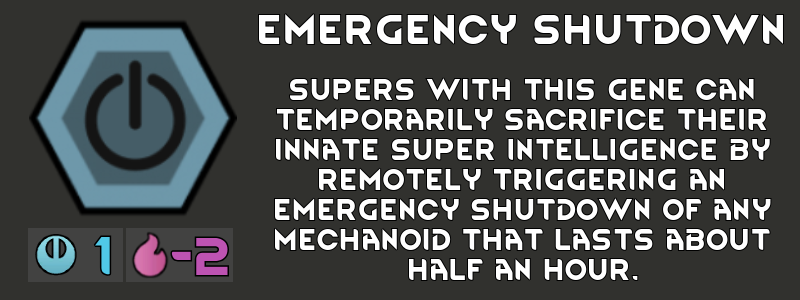 EMERGENCY SHUTDOWN
SUPERS WITH THIS GENE CAN
TEMPORARILY SACRIFICE THEIR
INNATE SUPER INTELLIGENCE BY
REMOTELY TRIGGERING AN
EMERGENCY SHUTDOWN OF ANY
MECHANOID THAT LASTS ABOUT
HALF AN HOUR.
1 -2